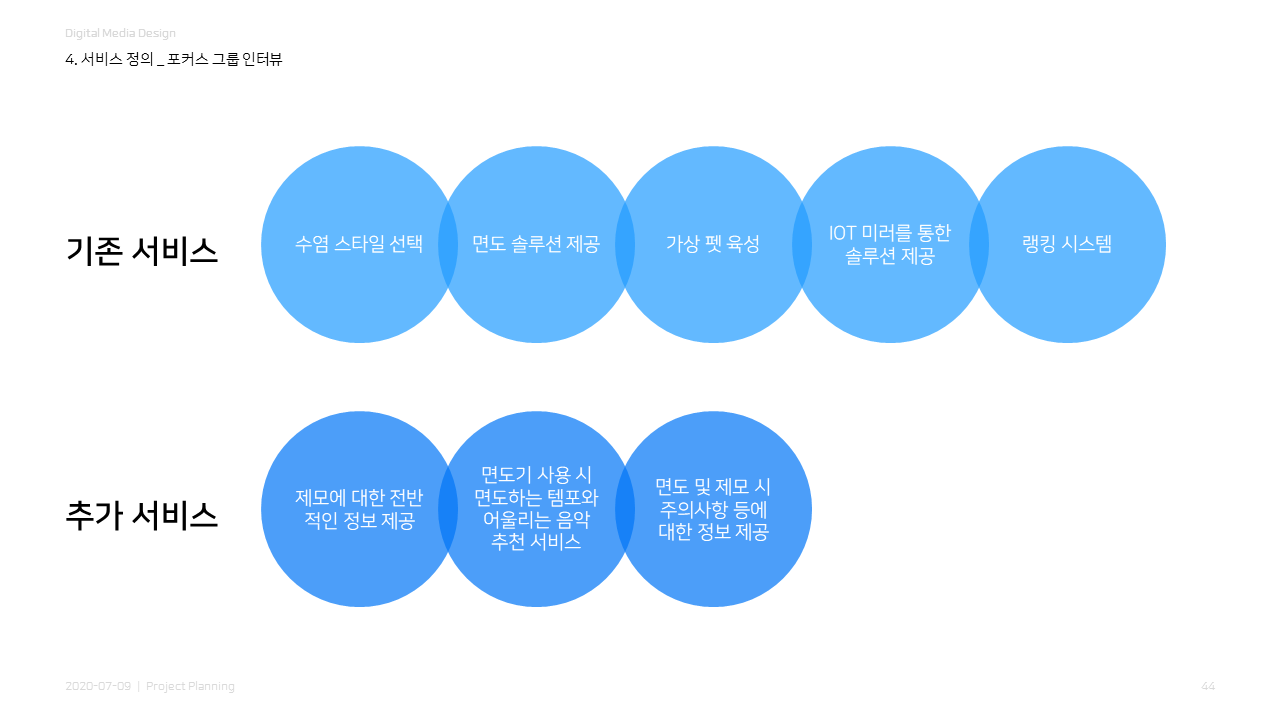 Digital Media Design
4. 서비스 정의 _ 포커스 그룹 인터뷰
기존 서비스
수염 스타일 선택
면도 솔루션 제공
가상 펫 육성
IOT 미러를 통한
솔루션 제공
랭킹 시스템
추가 서비스
제모에 대한 전반
적인 정보 제공
면도기 사용 시
면도하는 템포와
어울리는 음악
추천 서비스
면도 및 제모 시
주의사항 등에
대한 정보 제공
2020-07-09 | Project Planning
44